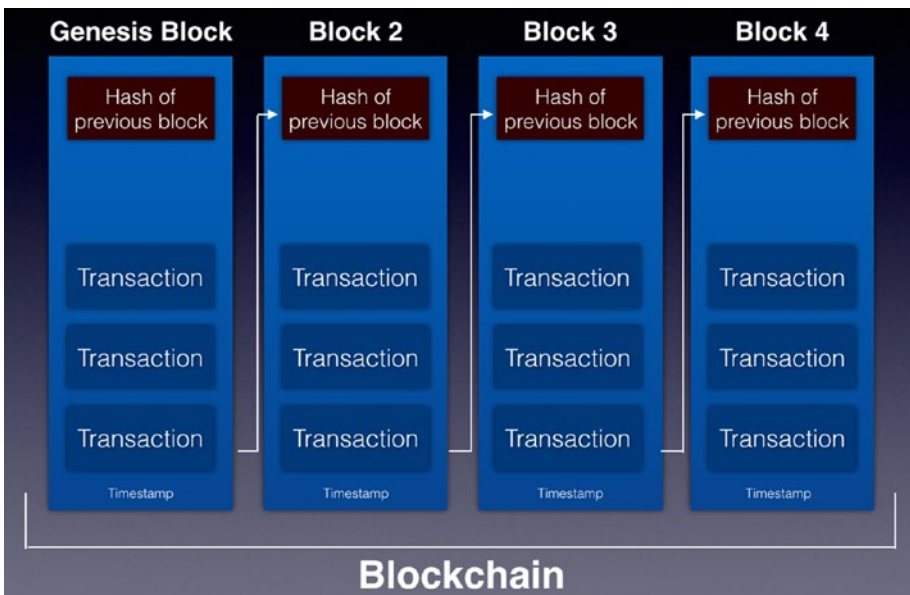 Genesis Block
Block 2
Block 3
Block 4
Hash of
previous block
Hash of
previous block
Hash of
previous block
Hash of
previous block
Transaction
Transaction
Transaction
Transaction
Transaction
Transaction
Transaction
Transaction
Transaction
Transaction
Transaction
Transaction
Timestamp
Timestamp
Timestamp
Timestamp
Blockchain